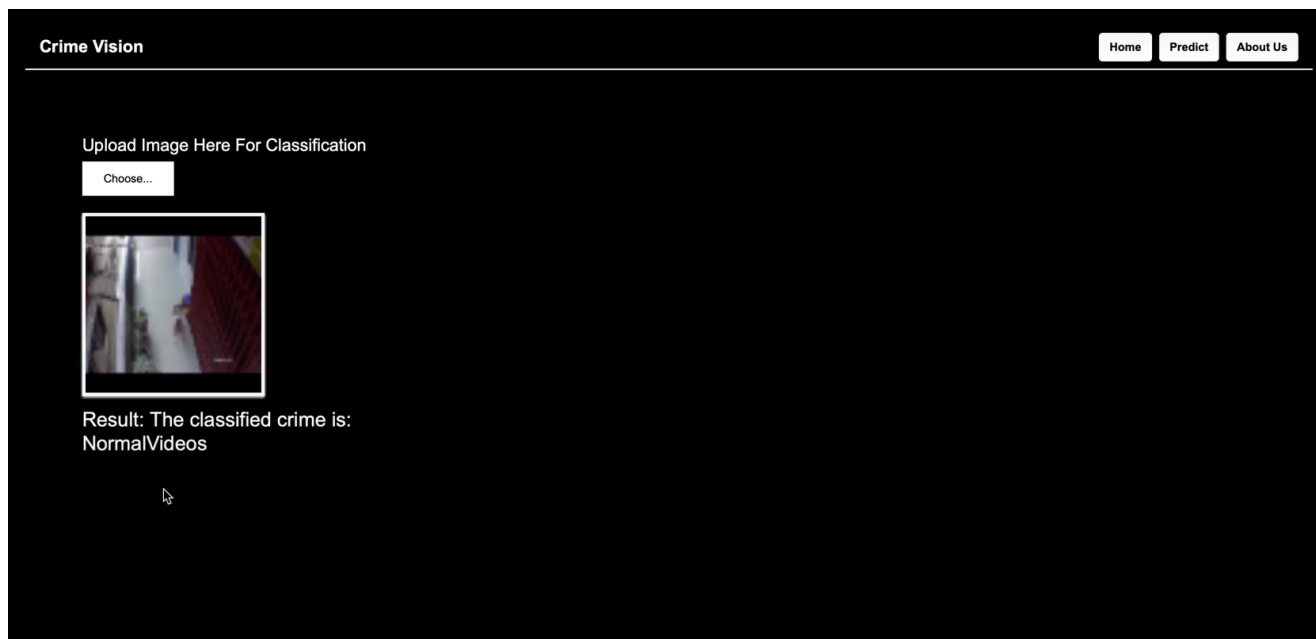 Crime Vision
Home Predict About Us
Upload Image Here For Classification
Choose...
Result: The classified crime is:
NormalVideos